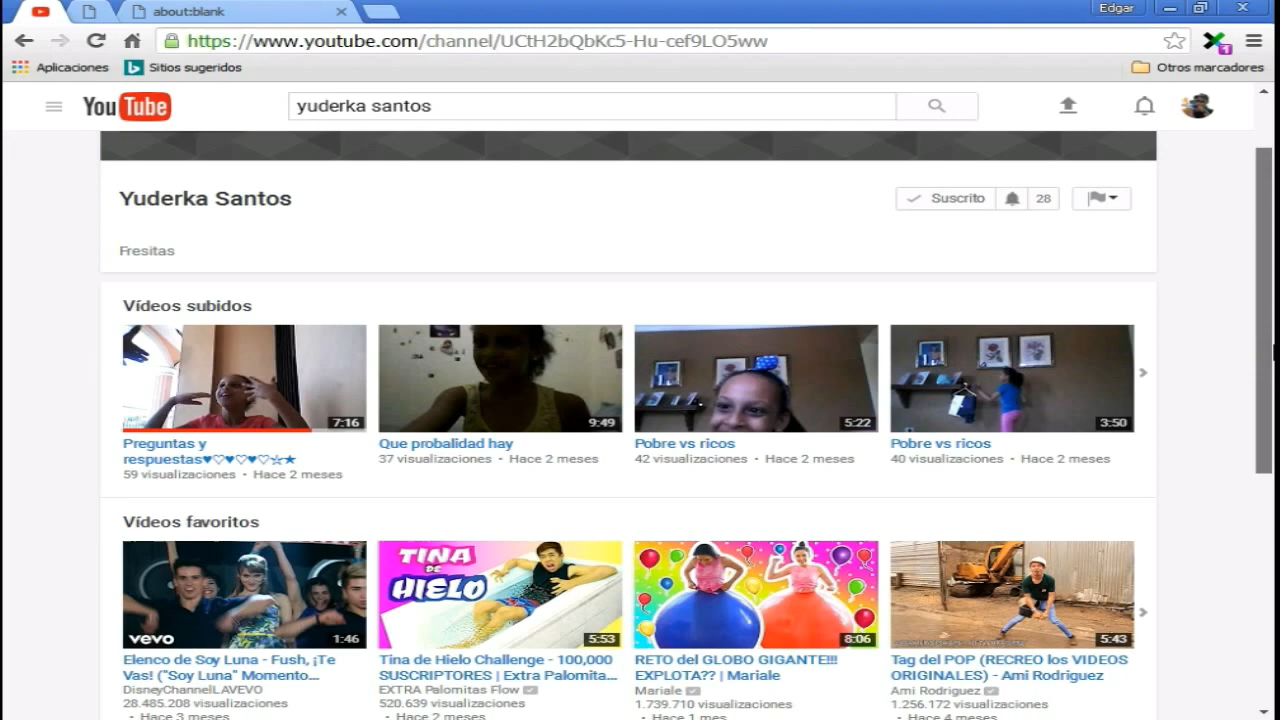 about:blank
Edgar
https://www.youtube.com/channel/UCtH2bQbKc5-Hu-cef9LO5ww
1
Aplicaciones
Sitios sugeridos
Otros marcadores
YouTube
yuderka santos
Yuderka Santos
Suscrito
28
Fresitas
Vídeos subidos
7:16
9:49
5:22
3:50
Preguntas y
respuestas♥♡♥♡♥♡☆★
59 visualizaciones • Hace 2 meses
Que probalidad hay
37 visualizaciones • Hace 2 meses
Pobre vs ricos
42 visualizaciones • Hace 2 meses
Pobre vs ricos
40 visualizaciones • Hace 2 meses
Vídeos favoritos
vevo
1:46
TINA
DE
HIELO
5:53
8:06
5:43
Elenco de Soy Luna - Fush, ¡Te
Vas! ("Soy Luna" Momento...
DisneyChannelLAVEVO
28.485.208 visualizaciones
• Hace 3 meses
Tina de Hielo Challenge - 100,000
SUSCRIPTORES | Extra Palomita...
EXTRA Palomitas Flow
520.639 visualizaciones
• Hace 2 meses
RETO del GLOBO GIGANTE!!!
EXPLOTA?? | Mariale
Mariale
1.739.710 visualizaciones
• Hace 1 mes
Tag del POP (RECREO los VIDEOS
ORIGINALES) - Ami Rodriguez
Ami Rodriguez
1.256.172 visualizaciones
• Hace 4 meses